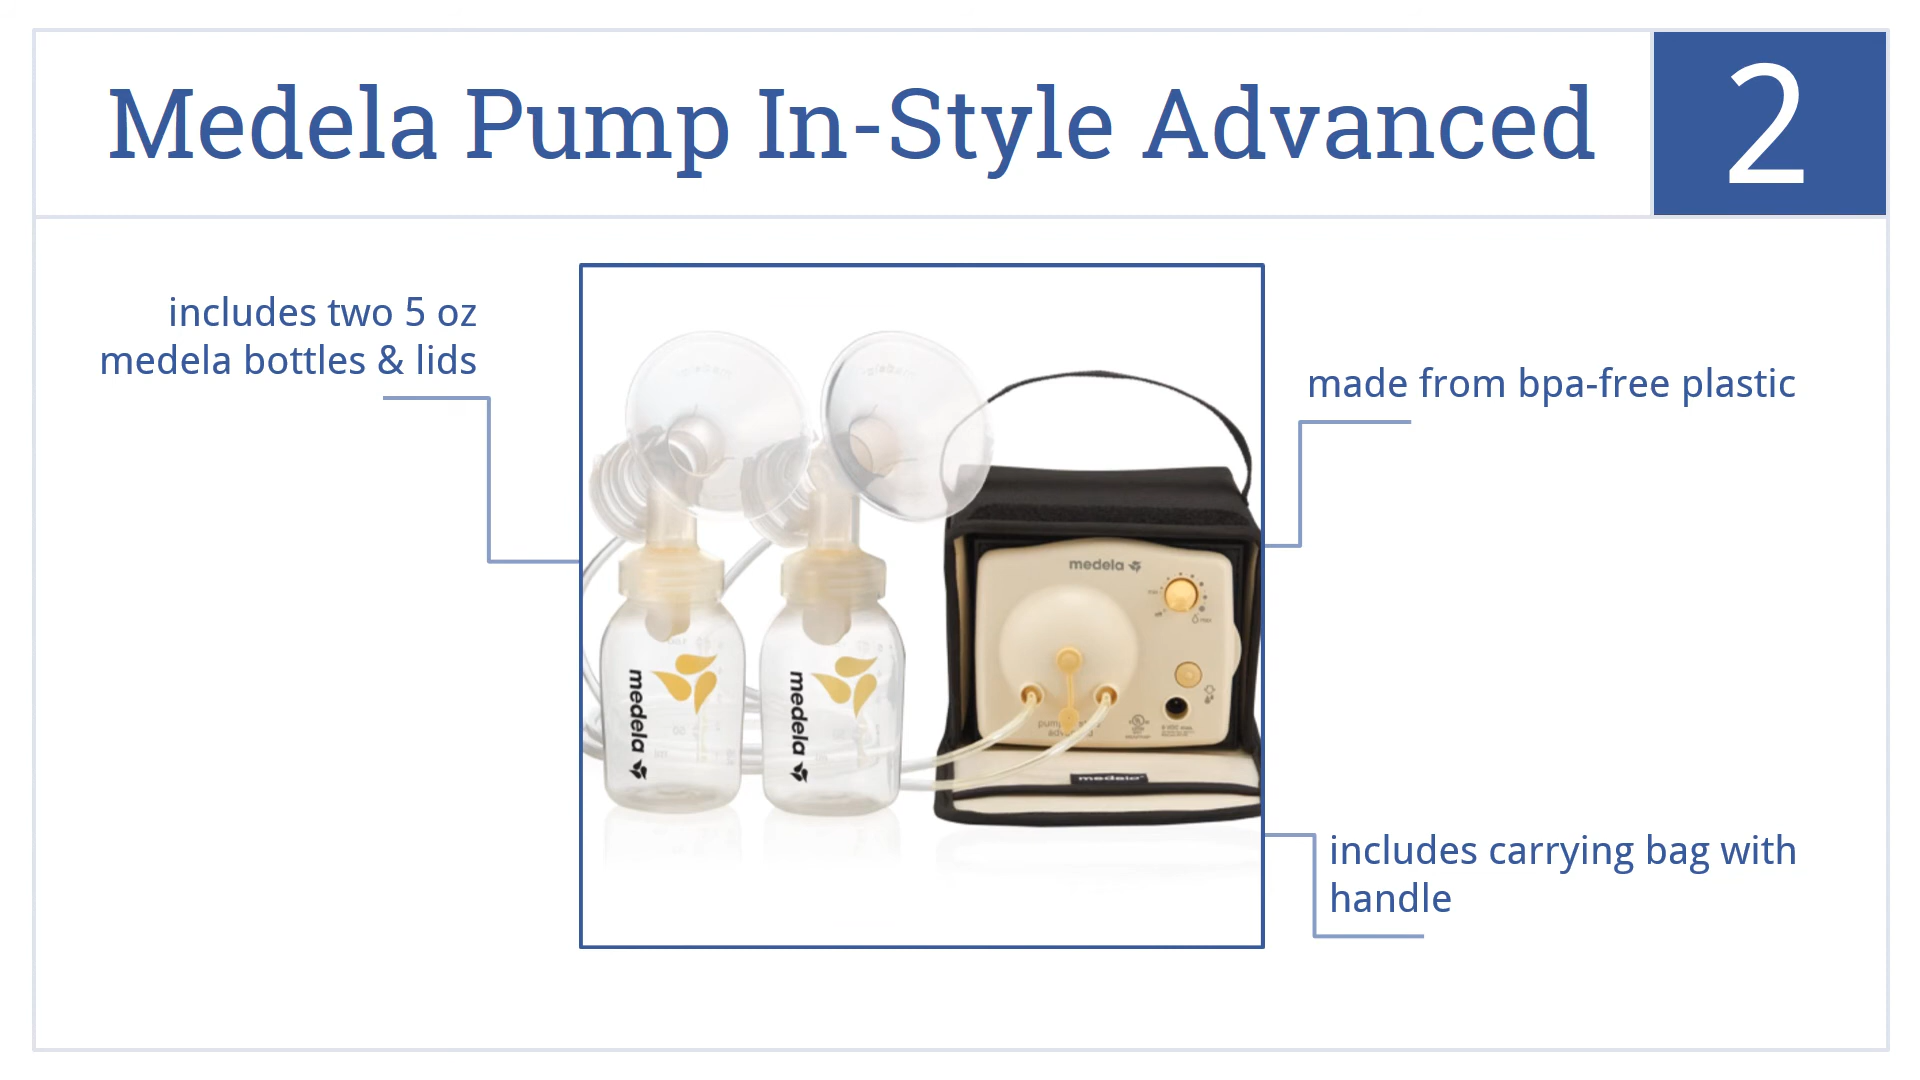 Medela Pump In-Style Advanced
2
includes two 5 oz
medela bottles & lids
made from bpa-free plastic
medela
medela
medela
medela
includes carrying bag with
handle